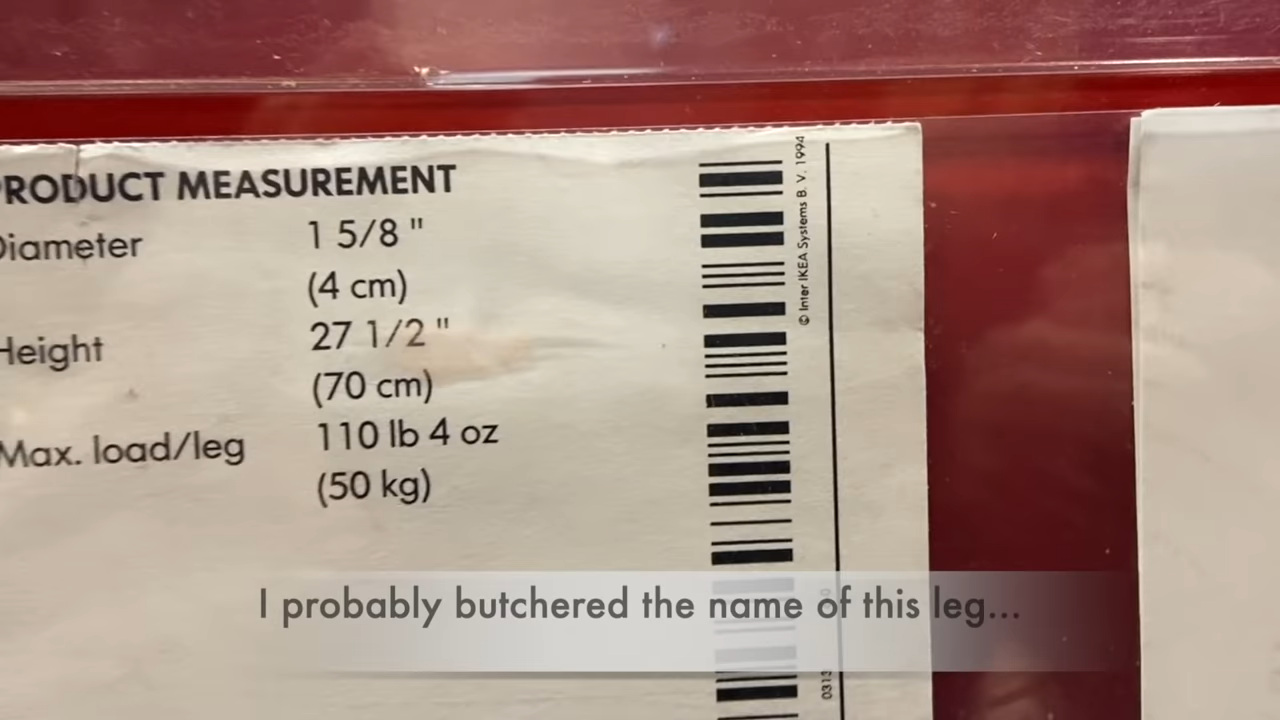 PRODUCT MEASUREMENT
Diameter 1 5/8 "
(4 cm)
Height 27 1/2 "
(70 cm)
Max. load/leg 110 lb 4 oz
(50 kg)
© Inter IKEA Systems B. V. 1994
I probably butchered the name of this leg...